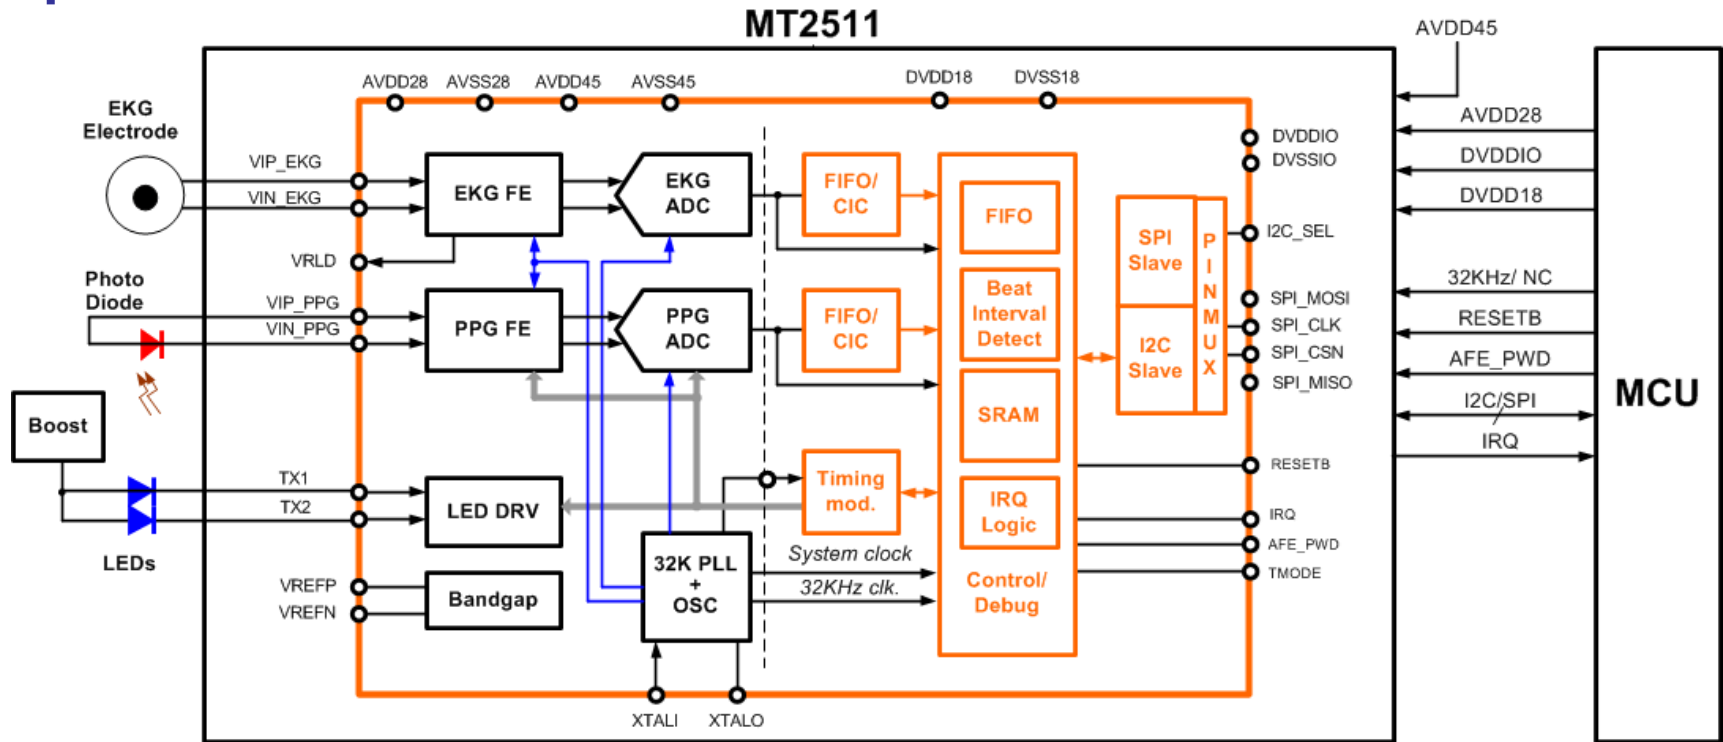 MT2511
AVDD45
AVDD28
AVSS28
AVDD45
AVSS45
DVDD18
DVSS18
EKG
Electrode
VIP_EKG
VIN_EKG
VRLD
Photo
Diode
VIP_PPG
VIN_PPG
Boost
TX1
TX2
LEDs
VREFP
VREFN
EKG FE
EKG
ADC
PPG FE
PPG
ADC
LED DRV
Bandgap
32K PLL
+
OSC
XTALI
XTALO
FIFO/
CIC
FIFO/
CIC
Timing
mod.
System clock
32KHz clk.
FIFO
Beat
Interval
Detect
SRAM
IRQ
Logic
Control/
Debug
SPI
Slave
I2C
Slave
P
I
N
M
U
X
DVDDIO
DVSSIO
I2C_SEL
SPI_MOSI
SPI_CLK
SPI_CSN
SPI_MISO
RESETB
IRQ
AFE_PWD
TMODE
AVDD28
DVDDIO
DVDD18
32KHz/ NC
RESETB
AFE_PWD
I2C/SPI
IRQ
MCU